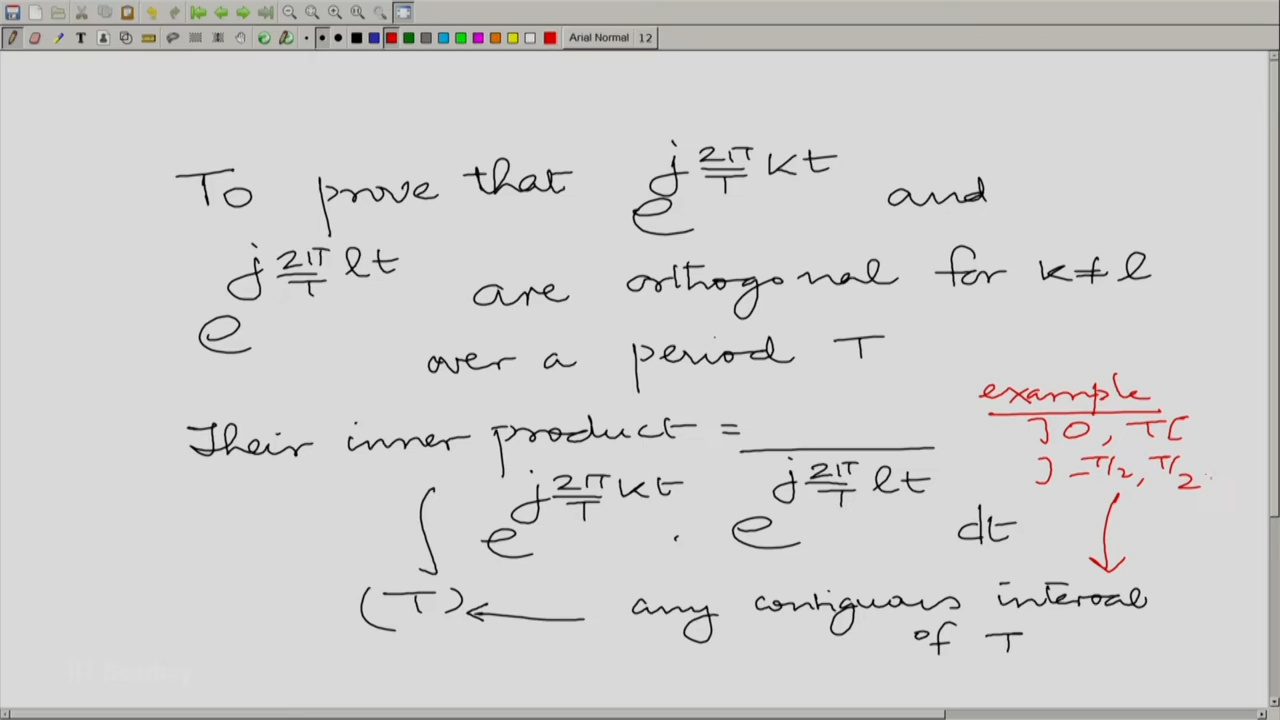 Arial Normal 12
To prove that e^{j 2π/T kt} and
e^{j 2π/T lt} are orthogonal for k ≠ l
over a period T
Their inner product =
∫_{(T)} e^{j 2π/T kt} · \overline{e^{j 2π/T lt}} dt
(T) ← any contiguous interval
of T
example
]0, T[
]-T/2, T/2